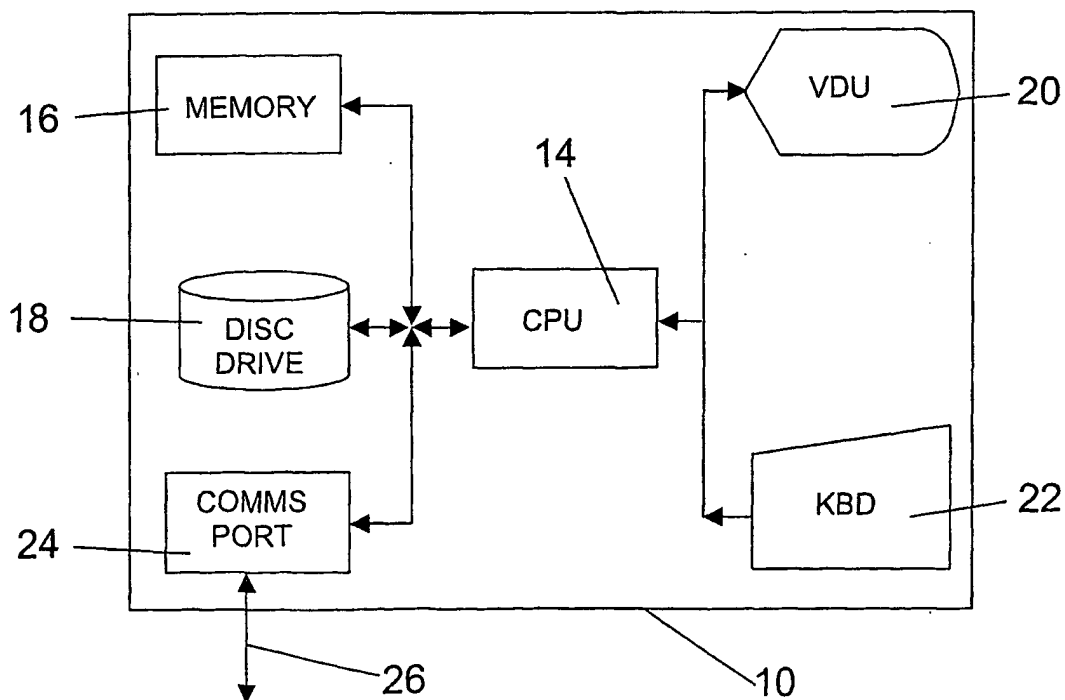 16
MEMORY
VDU
20
14
18
DISC
DRIVE
CPU
COMMS
PORT
24
KBD
22
26
10